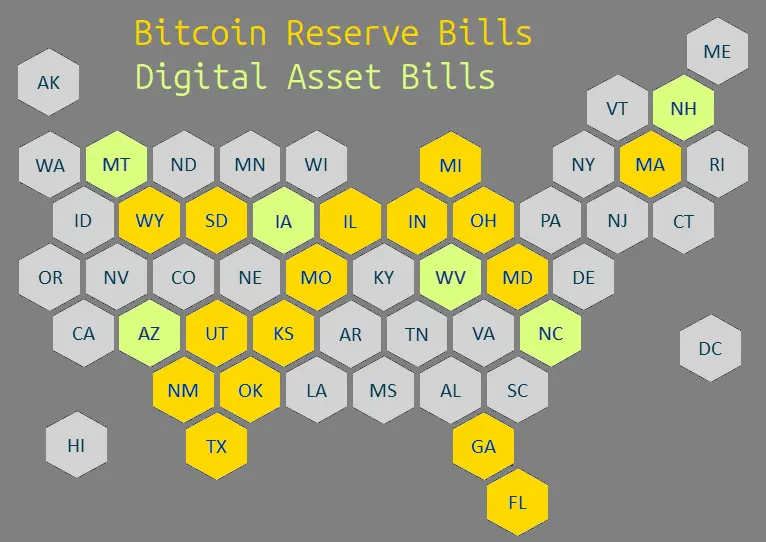 Bitcoin Reserve Bills
Digital Asset Bills
ME
AK
VT NH
WA MT ND MN WI MI NY MA RI
ID WY SD IA IL IN OH PA NJ CT
OR NV CO NE MO KY WV MD DE
CA AZ UT KS AR TN VA NC
DC
NM OK LA MS AL SC
HI TX GA
FL